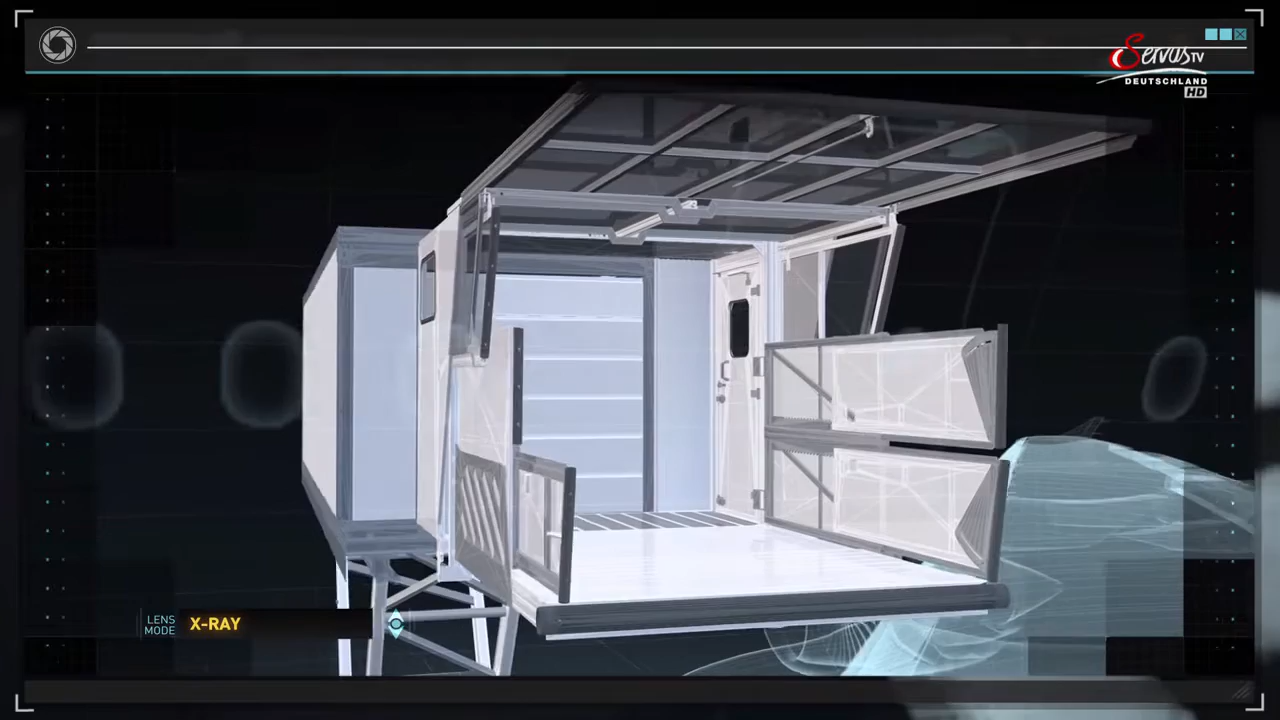 ServusTV
DEUTSCHLAND
HD
LENS
MODE
X-RAY